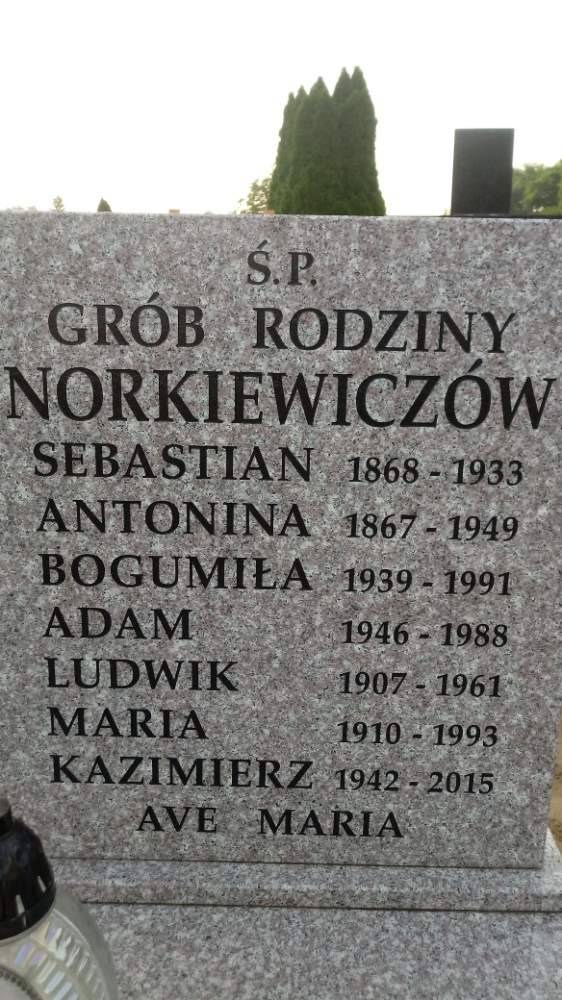 Ś.P.
GRÓB RODZINY
NORKIEWICZÓW
SEBASTIAN 1868 - 1933
ANTONINA 1867 - 1949
BOGUMIŁA 1939 - 1991
ADAM 1946 - 1988
LUDWIK 1907 - 1961
MARIA 1910 - 1993
KAZIMIERZ 1942 - 2015
AVE MARIA